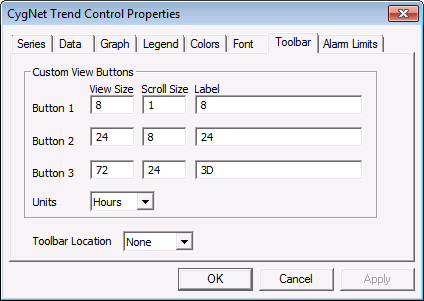 CygNet Trend Control Properties
Series Data Graph Legend Colors Font Toolbar Alarm Limits
Custom View Buttons
View Size Scroll Size Label
Button 1 8 1 8
Button 2 24 8 24
Button 3 72 24 3D
Units Hours
Toolbar Location None
OK Cancel Apply